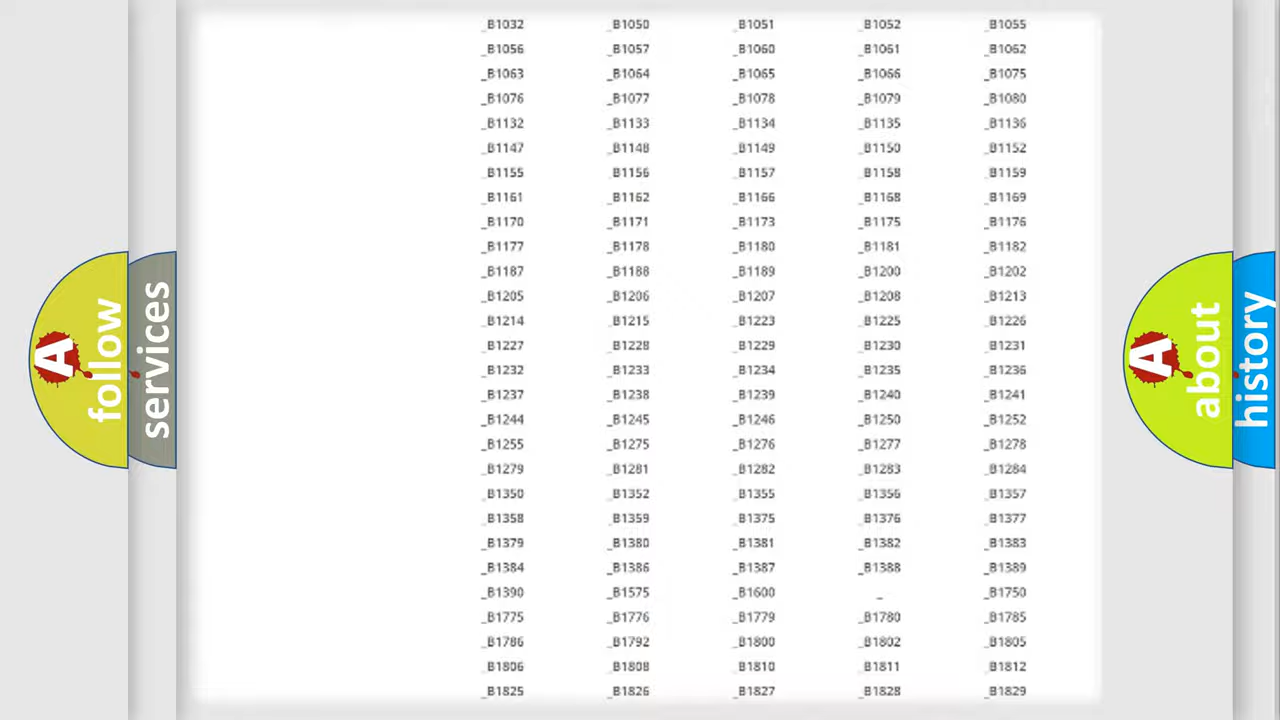 _B1032 _B1050 _B1051 _B1052 _B1055
_B1056 _B1057 _B1060 _B1061 _B1062
_B1063 _B1064 _B1065 _B1066 _B1075
_B1076 _B1077 _B1078 _B1079 _B1080
_B1132 _B1133 _B1134 _B1135 _B1136
_B1147 _B1148 _B1149 _B1150 _B1152
_B1155 _B1156 _B1157 _B1158 _B1159
_B1161 _B1162 _B1166 _B1168 _B1169
_B1170 _B1171 _B1173 _B1175 _B1176
_B1177 _B1178 _B1180 _B1181 _B1182
_B1187 _B1188 _B1189 _B1200 _B1202
_B1205 _B1206 _B1207 _B1208 _B1213
_B1214 _B1215 _B1223 _B1225 _B1226
_B1227 _B1228 _B1229 _B1230 _B1231
_B1232 _B1233 _B1234 _B1235 _B1236
_B1237 _B1238 _B1239 _B1240 _B1241
_B1244 _B1245 _B1246 _B1250 _B1252
_B1255 _B1275 _B1276 _B1277 _B1278
_B1279 _B1281 _B1282 _B1283 _B1284
_B1350 _B1352 _B1355 _B1356 _B1357
_B1358 _B1359 _B1375 _B1376 _B1377
_B1379 _B1380 _B1381 _B1382 _B1383
_B1384 _B1386 _B1387 _B1388 _B1389
_B1390 _B1575 _B1600 _ _B1750
_B1775 _B1776 _B1779 _B1780 _B1785
_B1786 _B1792 _B1800 _B1802 _B1805
_B1806 _B1808 _B1810 _B1811 _B1812
_B1825 _B1826 _B1827 _B1828 _B1829
A
follow
services
A
about
history